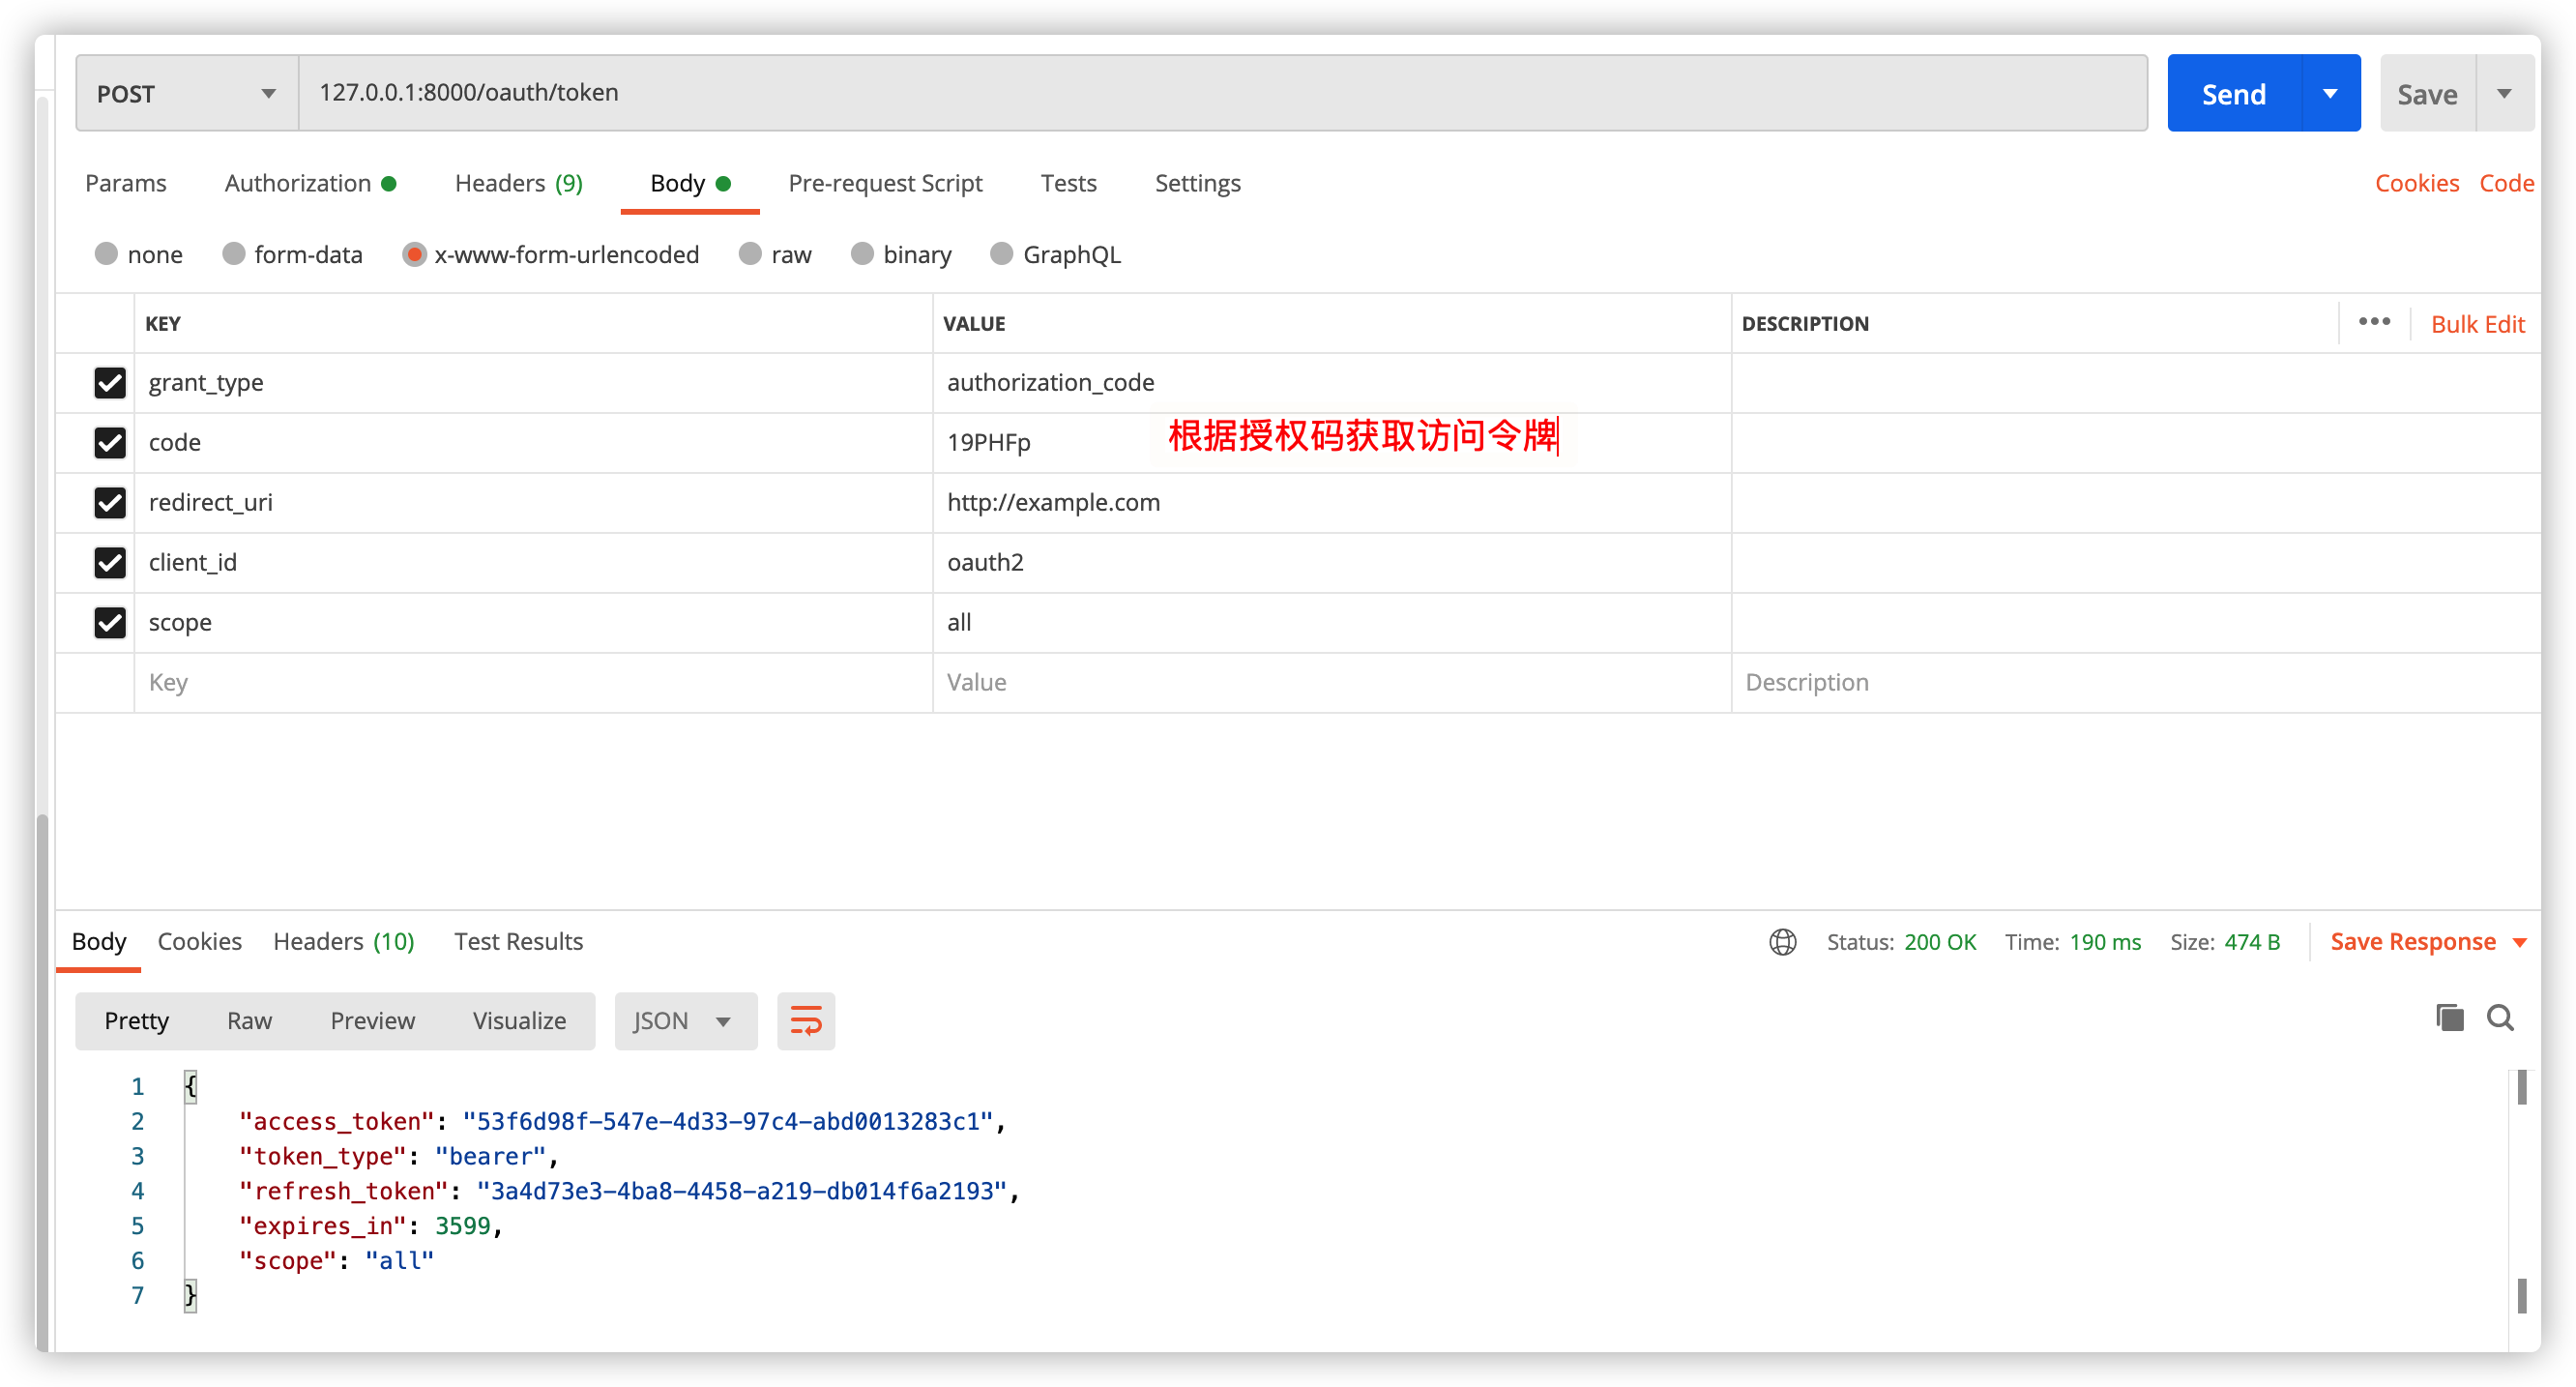 POST 127.0.0.1:8000/oauth/token Send Save
Params Authorization Headers (9) Body Pre-request Script Tests Settings Cookies Code
none form-data x-www-form-urlencoded raw binary GraphQL
KEY VALUE DESCRIPTION ••• Bulk Edit
grant_type authorization_code
code 19PHFp 根据授权码获取访问令牌
redirect_uri http://example.com
client_id oauth2
scope all
Key Value Description
Body Cookies Headers (10) Test Results Status: 200 OK Time: 190 ms Size: 474 B Save Response
Pretty Raw Preview Visualize JSON
1 {
2 "access_token": "53f6d98f-547e-4d33-97c4-abd0013283c1",
3 "token_type": "bearer",
4 "refresh_token": "3a4d73e3-4ba8-4458-a219-db014f6a2193",
5 "expires_in": 3599,
6 "scope": "all"
7 }